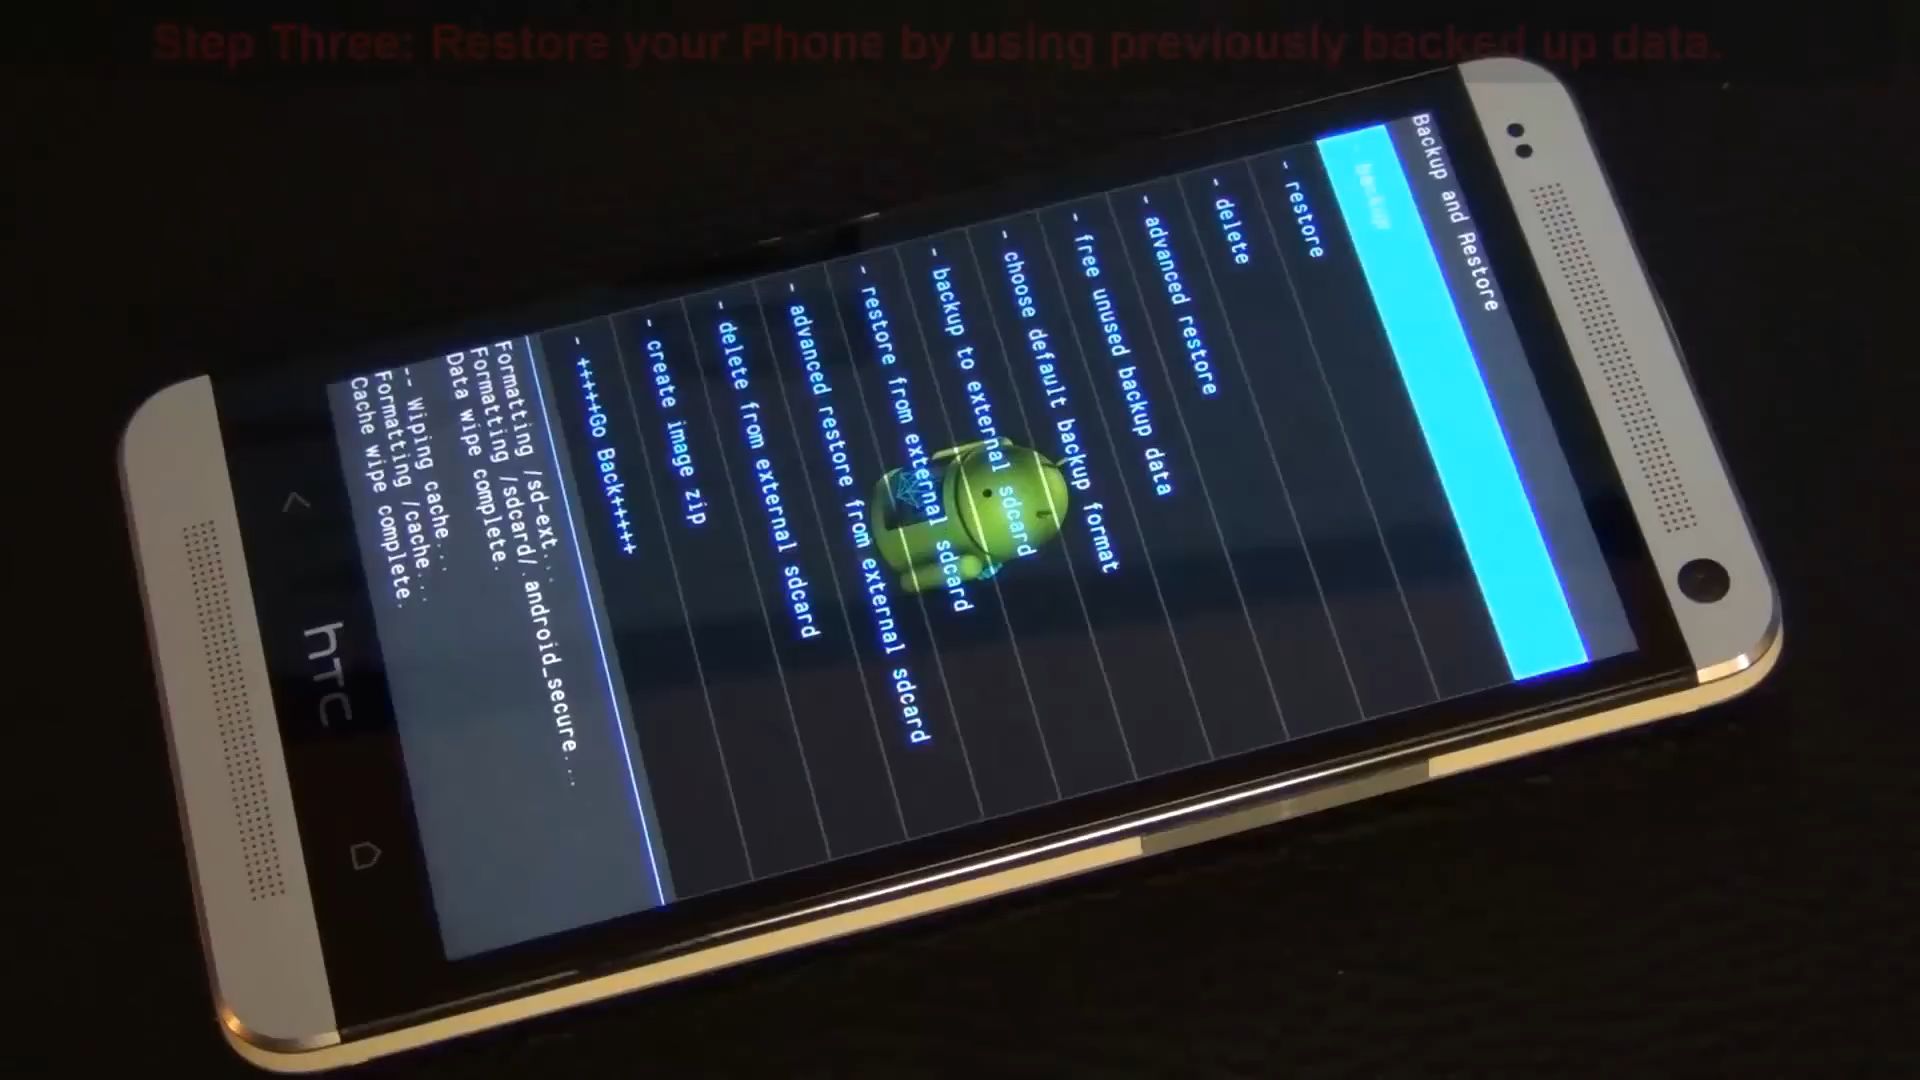 Step Three: Restore your Phone by using previously backed up data.
Backup and Restore
- backup
- restore
- delete
- advanced restore
- free unused backup data
- choose default backup format
- backup to external sdcard
- restore from external sdcard
- advanced restore from external sdcard
- delete from external sdcard
- create image zip
- +++++Go Back+++++
Formatting /sd-ext...
Formatting /sdcard/.android_secure...
Data wipe complete.
-- Wiping cache...
Formatting /cache...
Cache wipe complete.
hTC